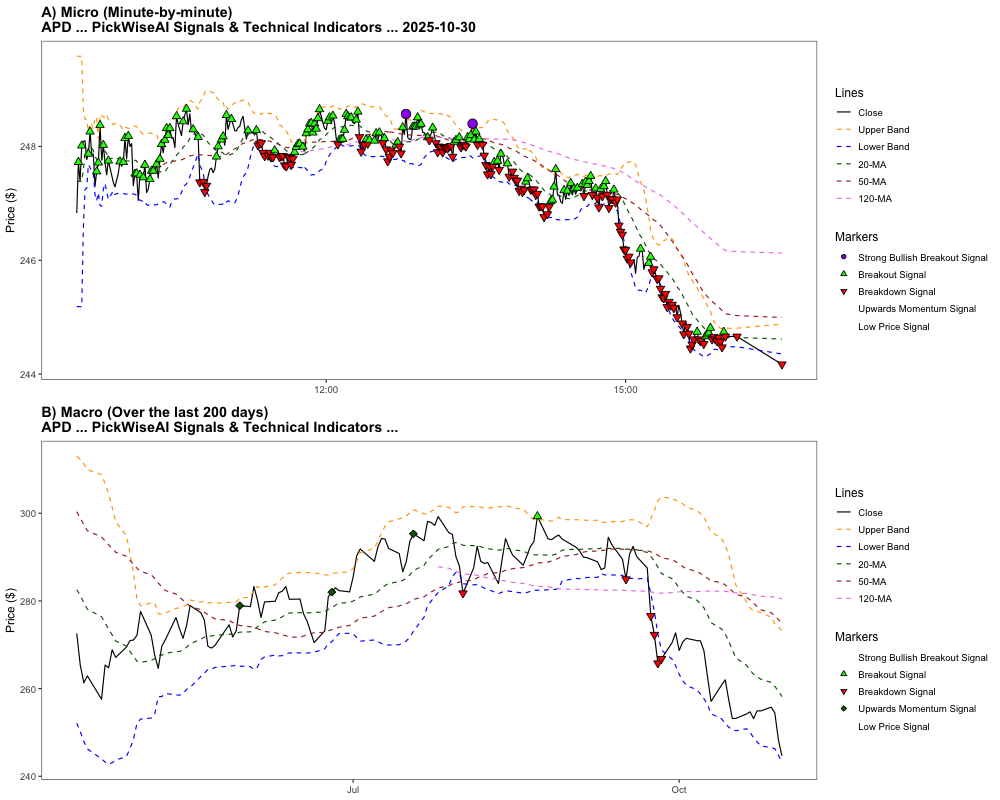 A) Micro (Minute-by-minute)
APD ... PickWiseAI Signals & Technical Indicators ... 2025-10-30
Price ($)
248
246
244
12:00
15:00
Lines
Close
Upper Band
Lower Band
20-MA
50-MA
120-MA
Markers
Strong Bullish Breakout Signal
Breakout Signal
Breakdown Signal
Upwards Momentum Signal
Low Price Signal
B) Macro (Over the last 200 days)
APD ... PickWiseAI Signals & Technical Indicators ...
Price ($)
300
280
260
240
Jul
Oct
Lines
Close
Upper Band
Lower Band
20-MA
50-MA
120-MA
Markers
Strong Bullish Breakout Signal
Breakout Signal
Breakdown Signal
Upwards Momentum Signal
Low Price Signal